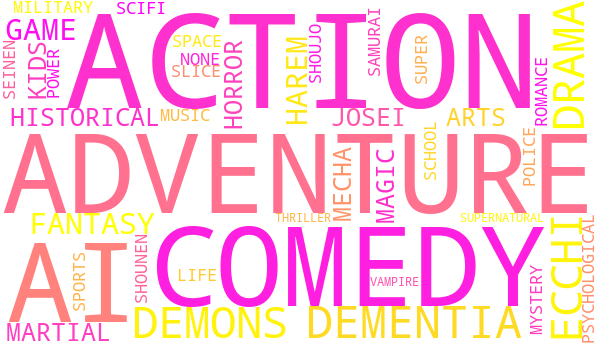 MILITARY
SCIFI
GAME
ACTION
SEINEN
KIDS
POWER
SPACE
NONE
SLICE
HORROR
HAREM
SHOUJO
SAMURAI
SUPER
ROMANCE
DRAMA
HISTORICAL
MUSIC
JOSEI
ARTS
ADVENTURE
MECHA
MAGIC
SCHOOL
POLICE
FANTASY
THRILLER
SUPERNATURAL
AI
SPORTS
SHOUNEN
COMEDY
LIFE
VAMPIRE
MYSTERY
ECCHI
PSYCHOLOGICAL
MARTIAL
DEMONS
DEMENTIA